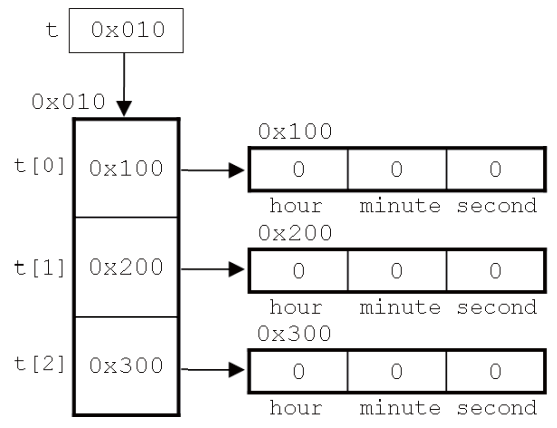 t 0x010
0x010
0x100
t[0] 0x100 0 0 0
hour minute second
0x200
t[1] 0x200 0 0 0
hour minute second
0x300
t[2] 0x300 0 0 0
hour minute second